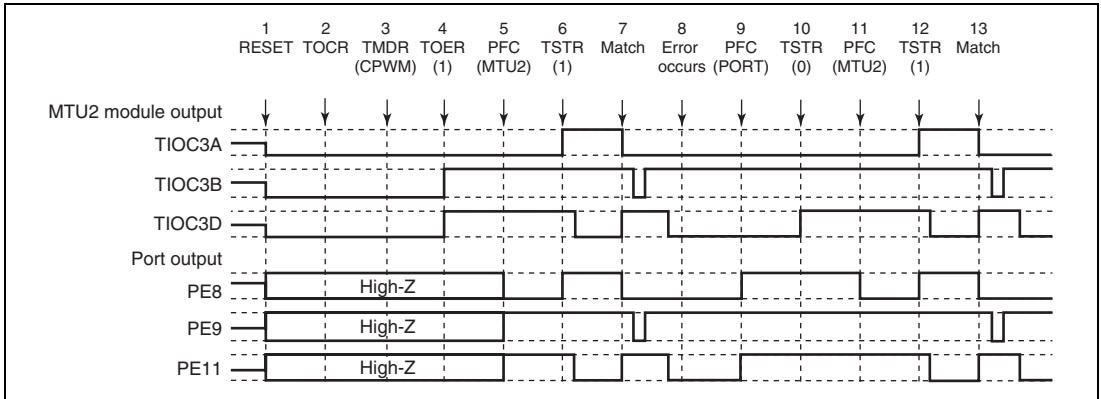 1 2 3 4 5 6 7 8 9 10 11 12 13
RESET TOCR TMDR TOER PFC TSTR Match Error PFC TSTR PFC TSTR Match
(CPWM) (1) (MTU2) (1) occurs (PORT) (0) (MTU2) (1)
MTU2 module output
TIOC3A
TIOC3B
TIOC3D
Port output
PE8 High-Z
PE9 High-Z
PE11 High-Z